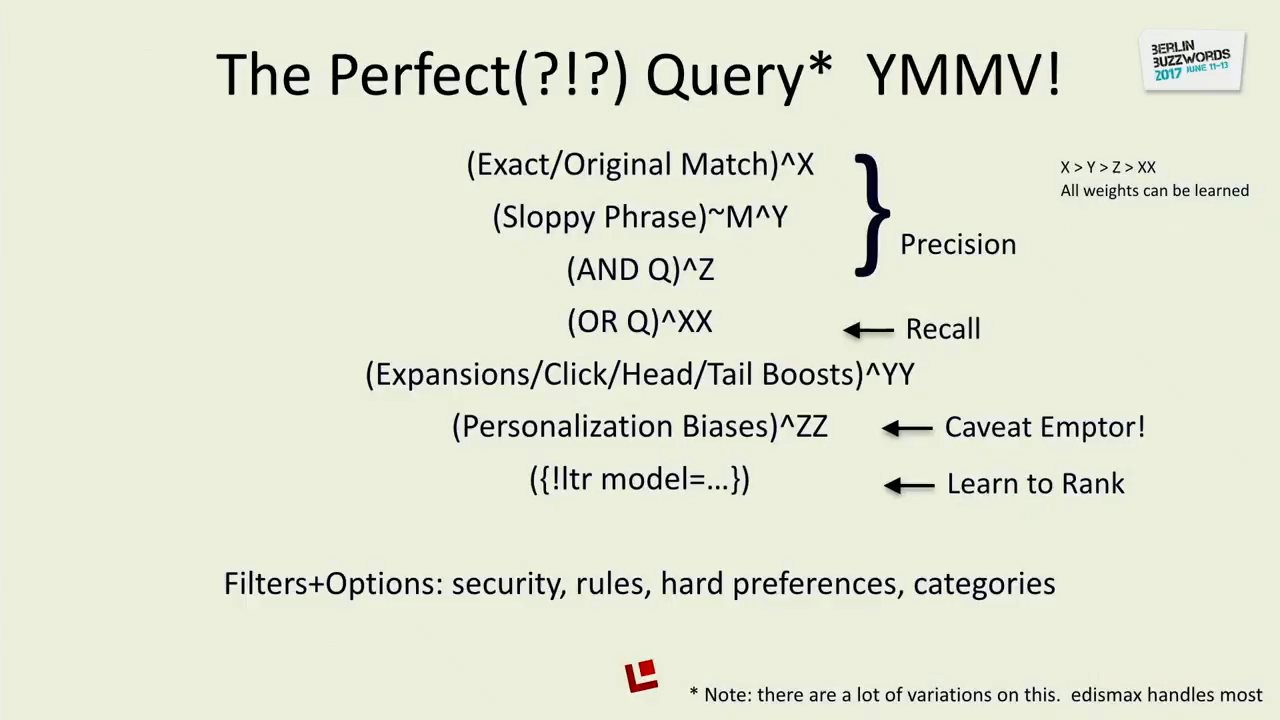 The Perfect(?!?) Query*  YMMV!
BERLIN
BUZZWORDS
2017 JUNE 11-13
(Exact/Original Match)^X
X > Y > Z > XX
All weights can be learned
(Sloppy Phrase)~M^Y
Precision
(AND Q)^Z
(OR Q)^XX
Recall
(Expansions/Click/Head/Tail Boosts)^YY
(Personalization Biases)^ZZ
Caveat Emptor!
({!ltr model=…})
Learn to Rank
Filters+Options: security, rules, hard preferences, categories
* Note: there are a lot of variations on this.  edismax handles most